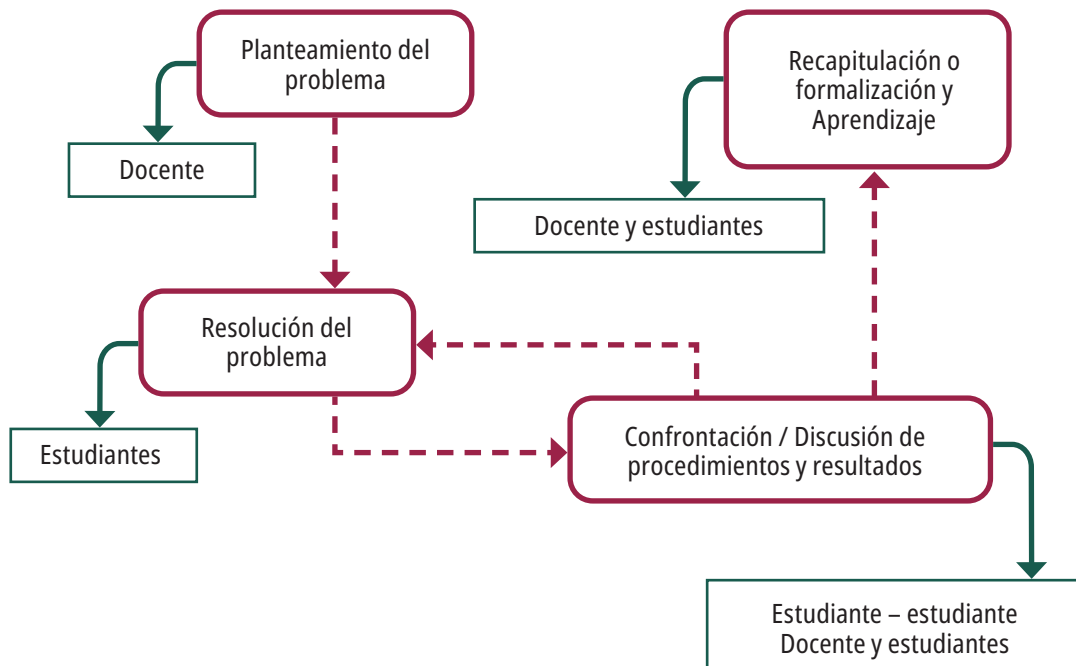 Planteamiento del
problema
Docente
Recapitulación o
formalización y
Aprendizaje
Docente y estudiantes
Resolución del
problema
Estudiantes
Confrontación / Discusión de
procedimientos y resultados
Estudiante – estudiante
Docente y estudiantes